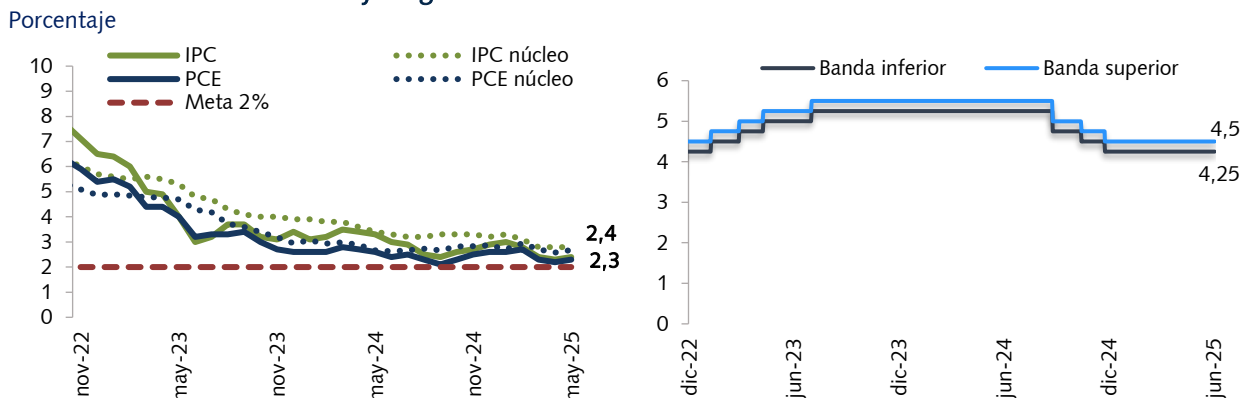 Porcentaje
IPC
IPC núcleo
PCE
PCE núcleo
Meta 2%
10
9
8
7
6
5
4
3
2
1
0
2,4
2,3
nov-22
may-23
nov-23
may-24
nov-24
may-25
Banda inferior
Banda superior
6
5
4
3
2
1
0
4,5
4,25
dic-22
jun-23
dic-23
jun-24
dic-24
jun-25